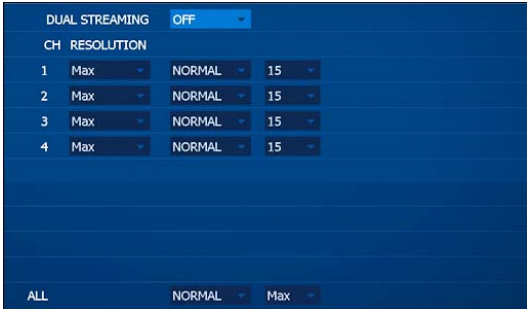 DUAL STREAMING OFF
CH RESOLUTION
1 Max NORMAL 15
2 Max NORMAL 15
3 Max NORMAL 15
4 Max NORMAL 15
ALL NORMAL Max